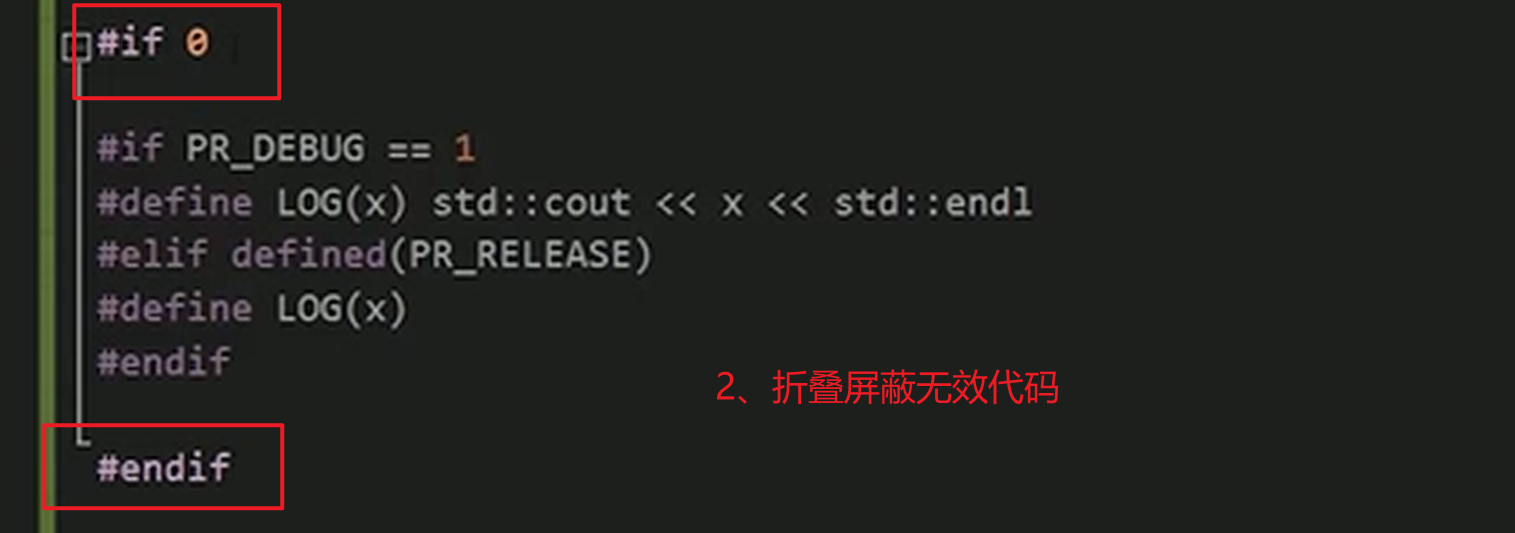 #if 0
#if PR_DEBUG == 1
#define LOG(x) std::cout << x << std::endl
#elif defined(PR_RELEASE)
#define LOG(x)
#endif
2、折叠屏蔽无效代码
#endif